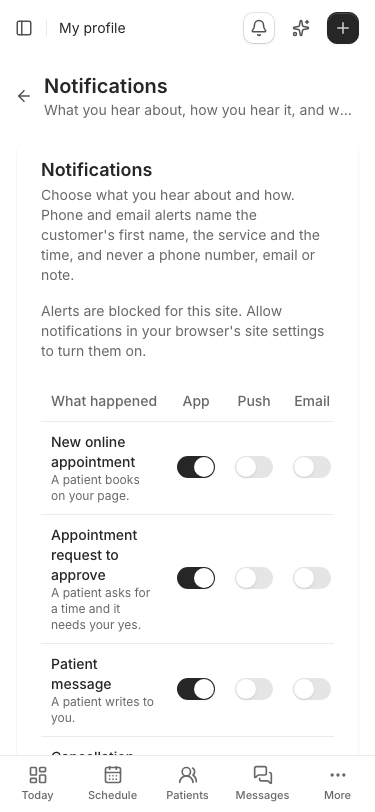 My profile
Notifications
What you hear about, how you hear it, and w...
Notifications
Choose what you hear about and how.
Phone and email alerts name the
customer's first name, the service and the
time, and never a phone number, email or
note.
Alerts are blocked for this site. Allow
notifications in your browser's site settings
to turn them on.
What happened App Push Email
New online
appointment
A patient books
on your page.
Appointment
request to
approve
A patient asks for
a time and it
needs your yes.
Patient
message
A patient writes to
you.
Cancellation
Today Schedule Patients Messages More